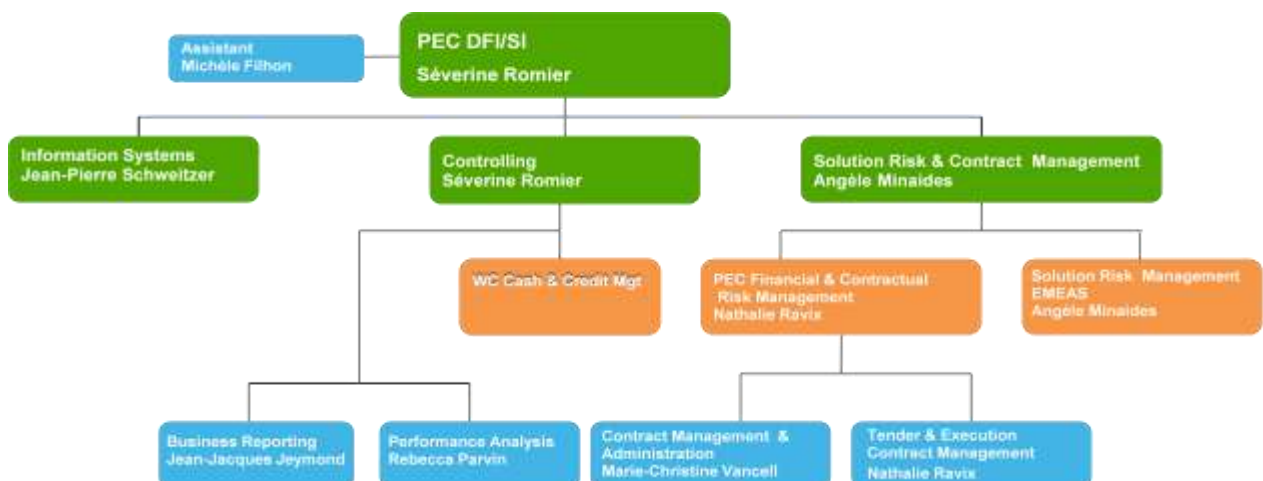 Assistant
Michèle Filhon
PEC DFI/SI
Séverine Romier
Information Systems
Jean-Pierre Schweitzer
Controlling
Séverine Romier
Solution Risk & Contract Management
Angèle Minaides
WC Cash & Credit Mgt
PEC Financial & Contractual
Risk Management
Nathalie Ravix
Solution Risk Management
EMEAS
Angèle Minaides
Business Reporting
Jean-Jacques Jeymond
Performance Analysis
Rebecca Parvin
Contract Management &
Administration
Marie-Christine Vancell
Tender & Execution
Contract Management
Nathalie Ravix